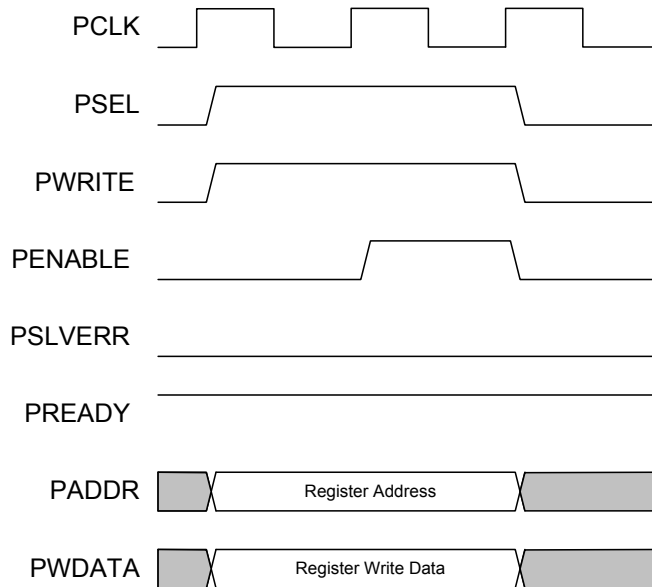 PCLK
PSEL
PWRITE
PENABLE
PSLVERR
PREADY
PADDR
Register Address
PWDATA
Register Write Data